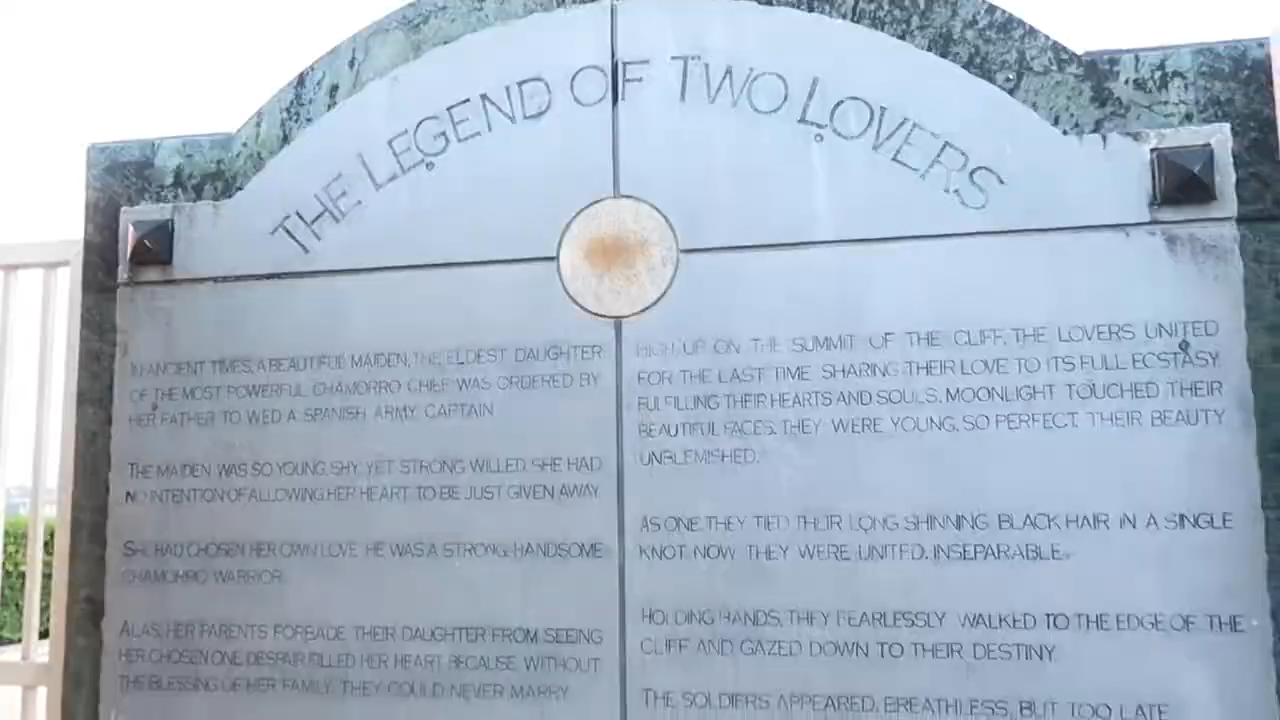 THE LEGEND OF TWO LOVERS
IN ANCIENT TIMES, A BEAUTIFUL MAIDEN, THE ELDEST DAUGHTER
OF THE MOST POWERFUL CHAMORRO CHIEF WAS ORDERED BY
HER FATHER TO WED A SPANISH ARMY CAPTAIN.
THE MAIDEN WAS SO YOUNG, SHY, YET STRONG WILLED. SHE HAD
NO INTENTION OF ALLOWING HER HEART TO BE JUST GIVEN AWAY.
SHE HAD CHOSEN HER OWN LOVE. HE WAS A STRONG, HANDSOME
CHAMORRO WARRIOR.
ALAS, HER PARENTS FORBADE THEIR DAUGHTER FROM SEEING
HER CHOSEN ONE. DESPAIR FILLED HER HEART BECAUSE WITHOUT
THE BLESSING OF HER FAMILY, THEY COULD NEVER MARRY.
HIGH UP ON THE SUMMIT OF THE CLIFF, THE LOVERS UNITED
FOR THE LAST TIME SHARING THEIR LOVE TO ITS FULL ECSTASY.
FULFILLING THEIR HEARTS AND SOULS. MOONLIGHT TOUCHED THEIR
BEAUTIFUL FACES. THEY WERE YOUNG, SO PERFECT. THEIR BEAUTY
UNBLEMISHED.
AS ONE THEY TIED THEIR LONG SHINNING BLACK HAIR IN A SINGLE
KNOT. NOW THEY WERE UNITED, INSEPARABLE.
HOLDING HANDS, THEY FEARLESSLY WALKED TO THE EDGE OF THE
CLIFF AND GAZED DOWN TO THEIR DESTINY.
THE SOLDIERS APPEARED, BREATHLESS, BUT TOO LATE.